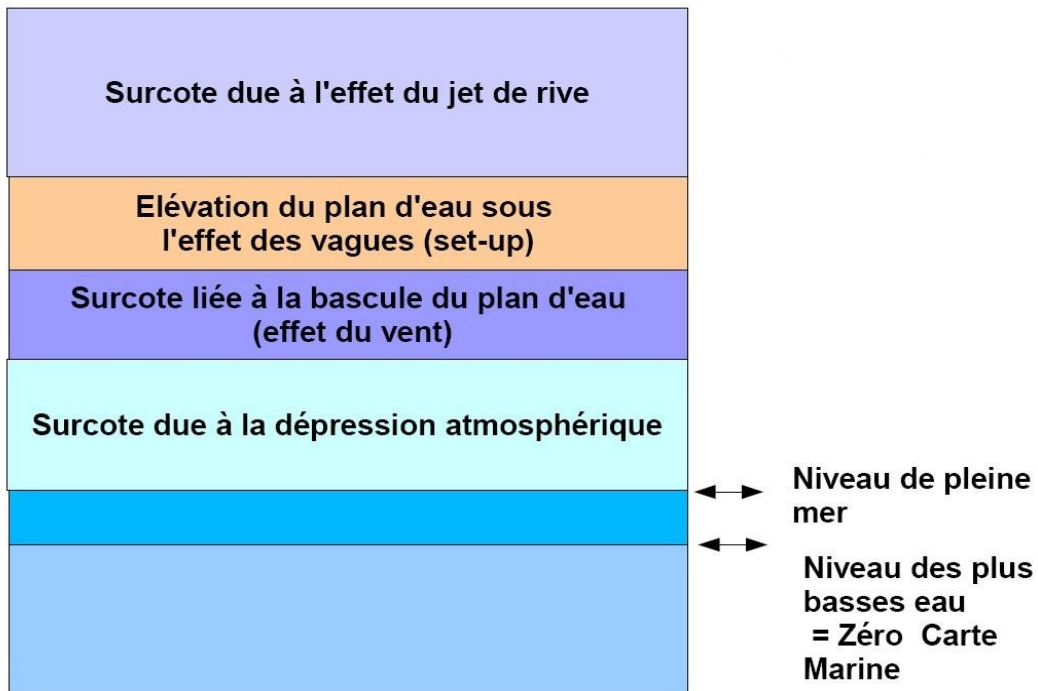 Surcote due à l'effet du jet de rive
Elévation du plan d'eau sous
l'effet des vagues (set-up)
Surcote liée à la bascule du plan d'eau
(effet du vent)
Surcote due à la dépression atmosphérique
Niveau de pleine
mer
Niveau des plus
basses eau
= Zéro Carte
Marine